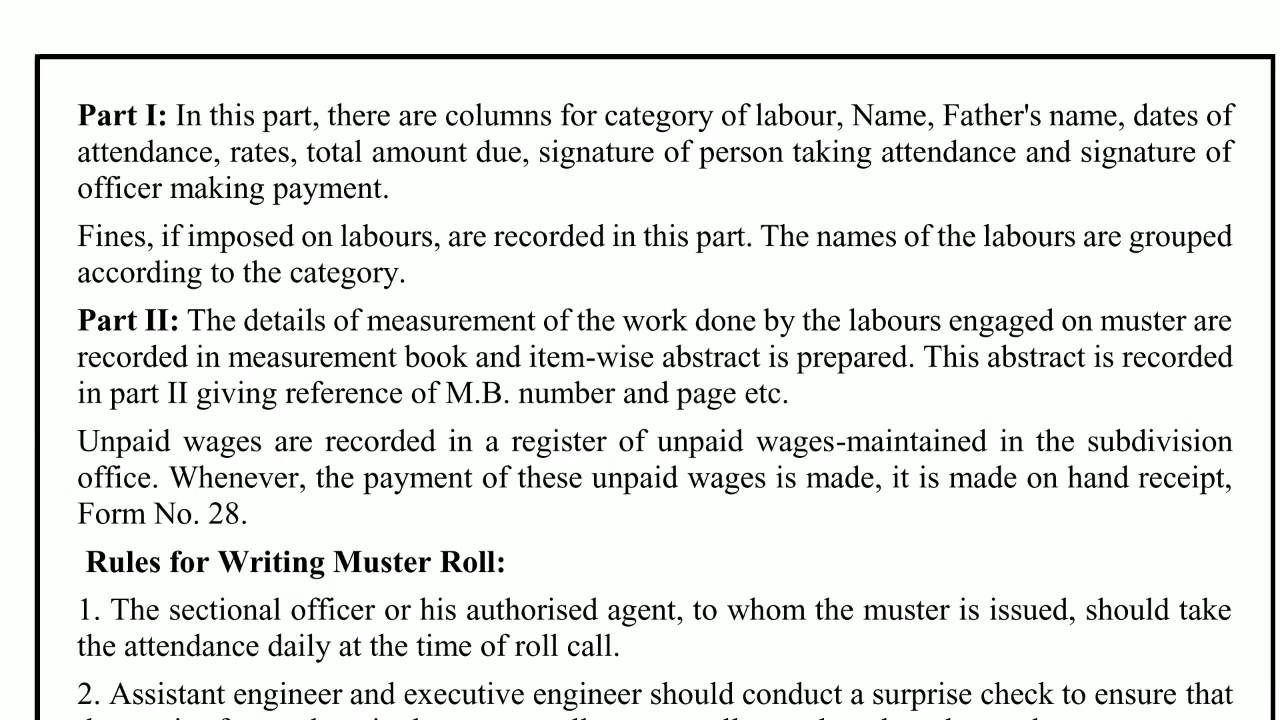 Part I: In this part, there are columns for category of labour, Name, Father's name, dates of
attendance, rates, total amount due, signature of person taking attendance and signature of
officer making payment.
Fines, if imposed on labours, are recorded in this part. The names of the labours are grouped
according to the category.
Part II: The details of measurement of the work done by the labours engaged on muster are
recorded in measurement book and item-wise abstract is prepared. This abstract is recorded
in part II giving reference of M.B. number and page etc.
Unpaid wages are recorded in a register of unpaid wages-maintained in the subdivision
office. Whenever, the payment of these unpaid wages is made, it is made on hand receipt,
Form No. 28.
Rules for Writing Muster Roll:
1. The sectional officer or his authorised agent, to whom the muster is issued, should take
the attendance daily at the time of roll call.
2. Assistant engineer and executive engineer should conduct a surprise check to ensure that